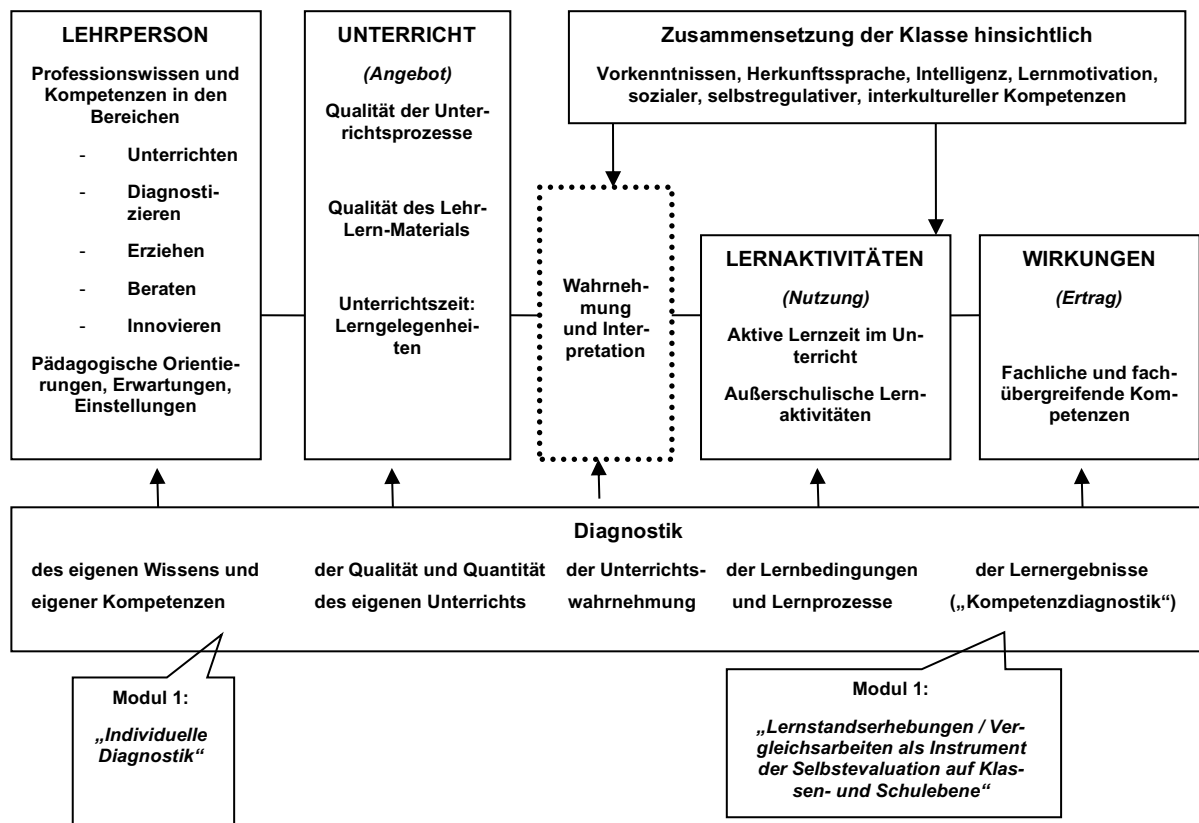 LEHRPERSON
Professionswissen und
Kompetenzen in den
Bereichen
- Unterrichten
- Diagnosti-
zieren
- Erziehen
- Beraten
- Innovieren
Pädagogische Orientie-
rungen, Erwartungen,
Einstellungen
UNTERRICHT
(Angebot)
Qualität der Unter-
richtsprozesse
Qualität des Lehr-
Lern-Materials
Unterrichtszeit:
Lerngelegenhei-
ten
Zusammensetzung der Klasse hinsichtlich
Vorkenntnissen, Herkunftssprache, Intelligenz, Lernmotivation,
sozialer, selbstregulativer, interkultureller Kompetenzen
Wahrneh-
mung
und Inter-
pretation
LERNAKTIVITÄTEN
(Nutzung)
Aktive Lernzeit im Un-
terricht
Außerschulische Lern-
aktivitäten
WIRKUNGEN
(Ertrag)
Fachliche und fach-
übergreifende Kom-
petenzen
Diagnostik
des eigenen Wissens und
eigener Kompetenzen
der Qualität und Quantität
des eigenen Unterrichts
der Unterrichts-
wahrnehmung
der Lernbedingungen
und Lernprozesse
der Lernergebnisse
(„Kompetenzdiagnostik“)
Modul 1:
„Individuelle
Diagnostik“
Modul 1:
„Lernstandserhebungen / Ver-
gleichsarbeiten als Instrument
der Selbstevaluation auf Klas-
sen- und Schulebene“